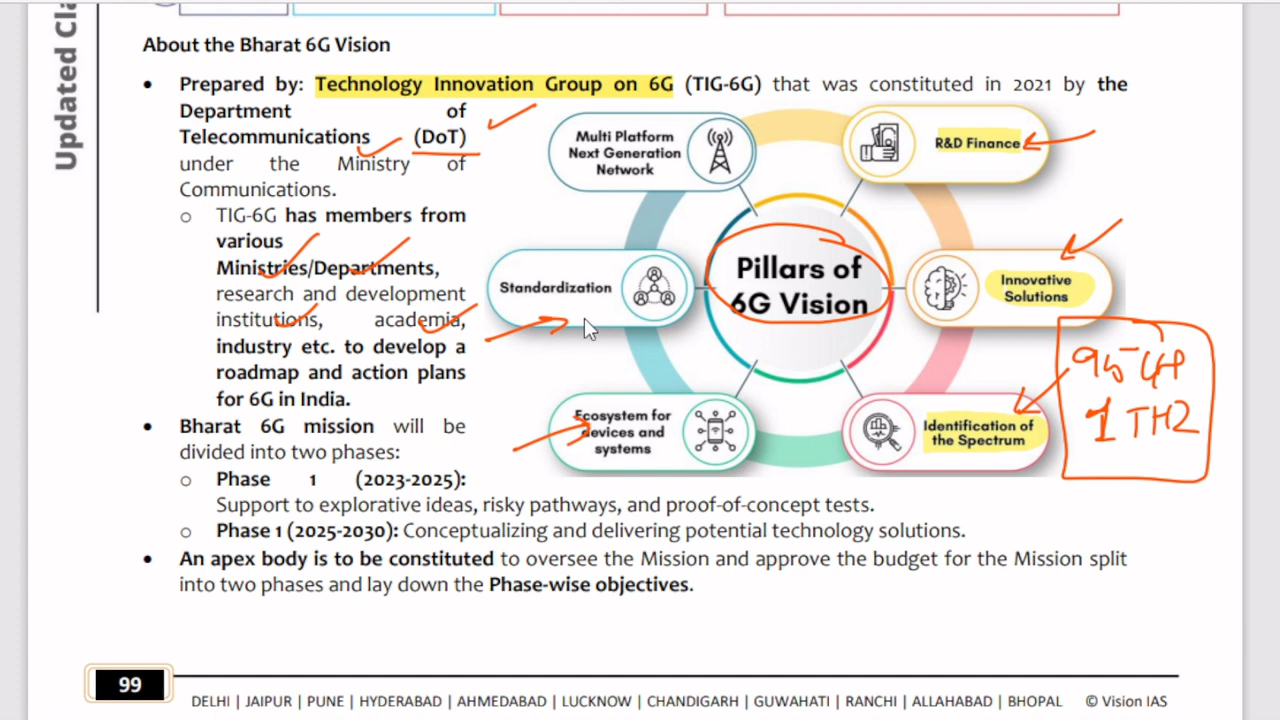 Updated Cla
About the Bharat 6G Vision
• Prepared by: Technology Innovation Group on 6G (TIG-6G) that was constituted in 2021 by the
Department of
Telecommunications (DoT)
under the Ministry of
Communications.
o TIG-6G has members from
various
Ministries/Departments,
research and development
institutions, academia,
industry etc. to develop a
roadmap and action plans
for 6G in India.
• Bharat 6G mission will be
divided into two phases:
o Phase 1 (2023-2025):
Support to explorative ideas, risky pathways, and proof-of-concept tests.
o Phase 1 (2025-2030): Conceptualizing and delivering potential technology solutions.
• An apex body is to be constituted to oversee the Mission and approve the budget for the Mission split
into two phases and lay down the Phase-wise objectives.
Multi Platform
Next Generation
Network
R&D Finance
Standardization
Pillars of
6G Vision
Innovative
Solutions
Ecosystem for
devices and
systems
Identification of
the Spectrum
95
1 THZ
99
DELHI | JAIPUR | PUNE | HYDERABAD | AHMEDABAD | LUCKNOW | CHANDIGARH | GUWAHATI | RANCHI | ALLAHABAD | BHOPAL © Vision IAS